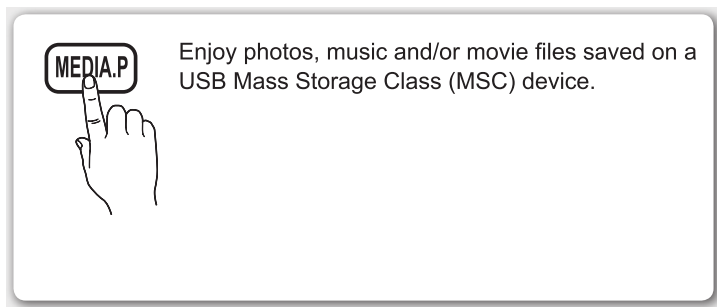 MEDIA.P
Enjoy photos, music and/or movie files saved on a
USB Mass Storage Class (MSC) device.